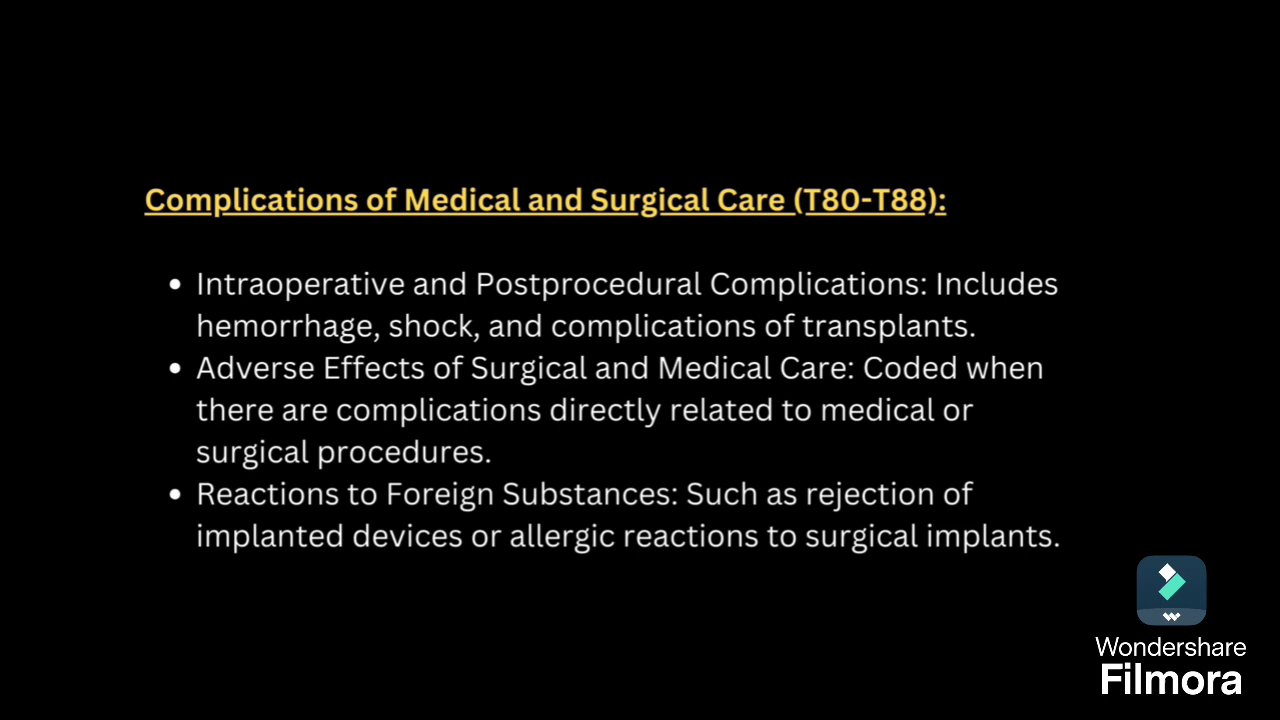 Complications of Medical and Surgical Care (T80-T88):
• Intraoperative and Postprocedural Complications: Includes
hemorrhage, shock, and complications of transplants.
• Adverse Effects of Surgical and Medical Care: Coded when
there are complications directly related to medical or
surgical procedures.
• Reactions to Foreign Substances: Such as rejection of
implanted devices or allergic reactions to surgical implants.
Wondershare
Filmora